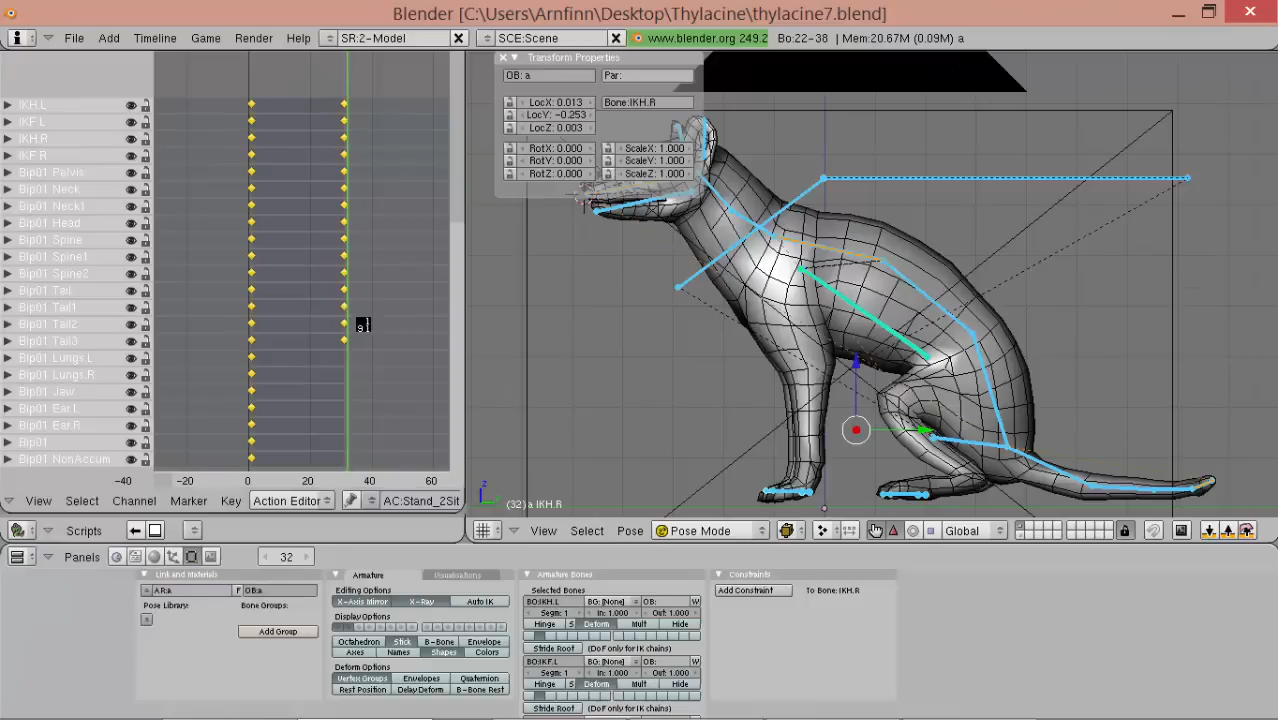 Blender [C:\Users\Arnfinn\Desktop\Thylacine\thylacine7.blend]
File Add Timeline Game Render Help SR:2-Model SCE:Scene www.blender.org 249.2 Bo:22-38 | Mem:20.67M (0.09M) a
Transform Properties
OB: a Par:
LocX: 0.013 Bone:IKH.R
LocY: -0.253
LocZ: 0.003
RotX: 0.000 ScaleX: 1.000
RotY: 0.000 ScaleY: 1.000
RotZ: 0.000 ScaleZ: 1.000
IKH.L
IKF.L
IKH.R
IKF.R
Bip01 Pelvis
Bip01 Neck
Bip01 Neck1
Bip01 Head
Bip01 Spine
Bip01 Spine1
Bip01 Spine2
Bip01 Tail
Bip01 Tail1
Bip01 Tail2
Bip01 Tail3
Bip01 Lungs.L
Bip01 Lungs.R
Bip01 Jaw
Bip01 Ear.L
Bip01 Ear.R
Bip01
Bip01 NonAccum
-40 -20 0 20 40 60
z
y
(32) a IKH.R
View Select Channel Marker Key Action Editor AC:Stand_2Sit
Scripts
View Select Pose Pose Mode Global
Panels 32
Link and Materials
AR:a F OB:a
Pose Library: Bone Groups:
Add Group
Armature Visualisations
Editing Options
X-Axis Mirror X-Ray Auto IK
Display Options
Octahedron Stick B-Bone Envelope
Axes Names Shapes Colors
Deform Options
Vertex Groups Envelopes Quaternion
Rest Position Delay Deform B-Bone Rest
Armature Bones
Selected Bones
BO:IKH.L BG: [None] OB: W
Segm: 1 In: 1.000 Out: 1.000
Hinge S Deform Mult Hide
Stride Root (DoF only for IK chains)
BO:IKF.L BG: [None] OB: W
Segm: 1 In: 1.000 Out: 1.000
Hinge S Deform Mult Hide
Stride Root (DoF only for IK chains)
Constraints
Add Constraint To Bone: IKH.R